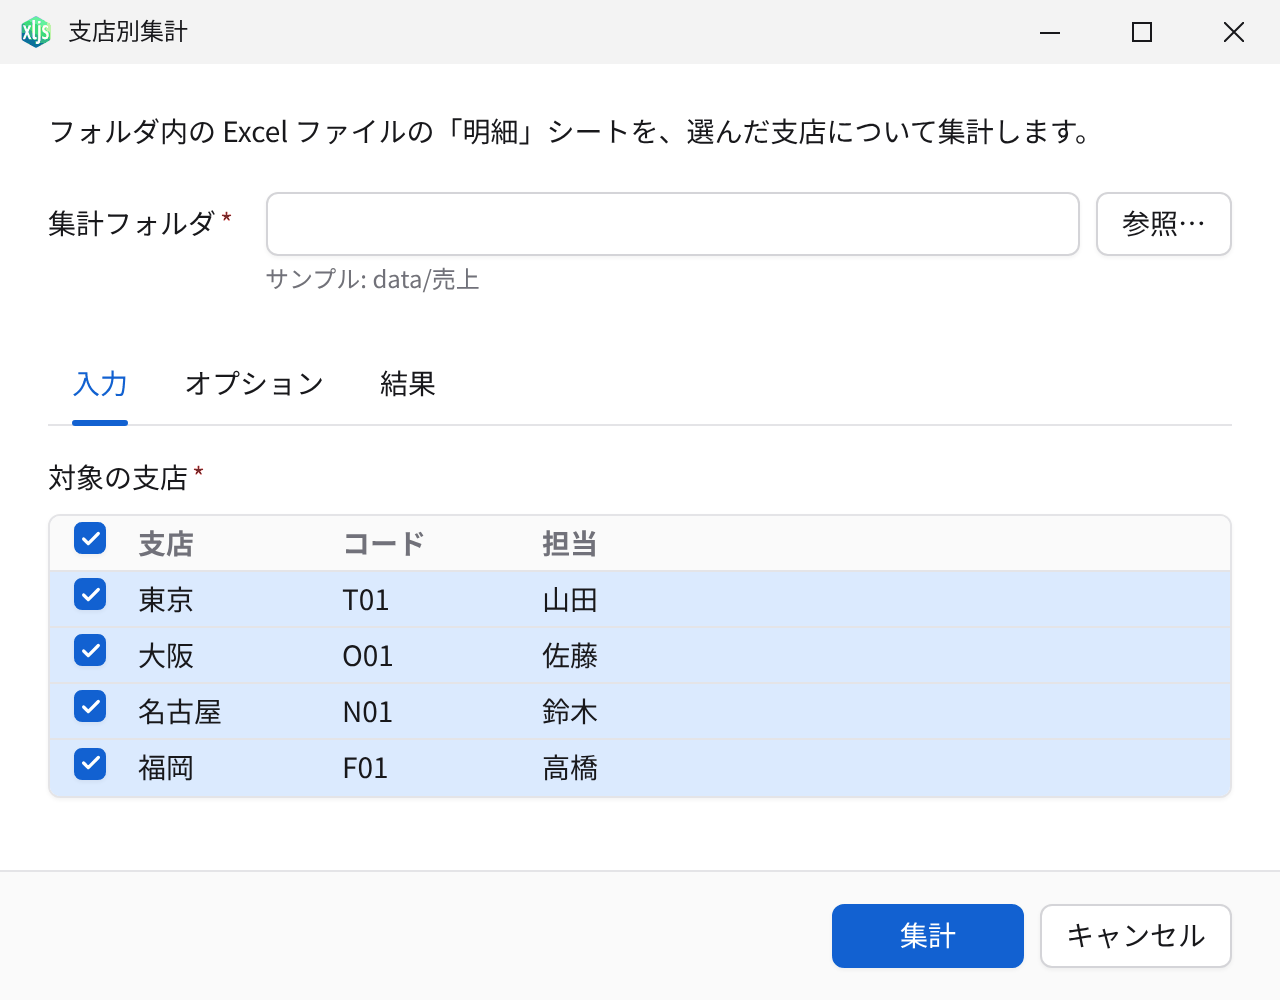 xljs 支店別集計
フォルダ内の Excel ファイルの「明細」シートを、選んだ支店について集計します。
集計フォルダ * 参照…
サンプル: data/売上
入力 オプション 結果
対象の支店 *
支店 コード 担当
東京 T01 山田
大阪 O01 佐藤
名古屋 N01 鈴木
福岡 F01 高橋
集計 キャンセル